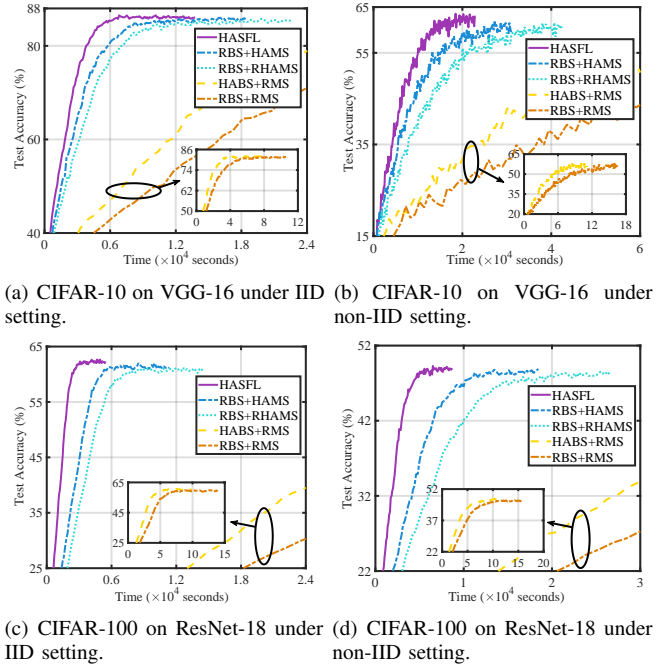 88
80
60
40
Test Accuracy (%)
HASFL
RBS+HAMS
RBS+RHAMS
HABS+RMS
RBS+RMS
86
74
62
50
0 4 8 12
0 0.6 1.2 1.8 2.4
Time (×10⁴ seconds)
65
55
35
15
Test Accuracy (%)
HASFL
RBS+HAMS
RBS+RHAMS
HABS+RMS
RBS+RMS
65
50
35
20
0 6 12 18
0 2 4 6
Time (×10⁴ seconds)
(a) CIFAR-10 on VGG-16 under IID setting.
(b) CIFAR-10 on VGG-16 under non-IID setting.
65
55
45
35
25
Test Accuracy (%)
HASFL
RBS+HAMS
RBS+RHAMS
HABS+RMS
RBS+RMS
65
45
25
0 5 10 15
0 0.6 1.2 1.8 2.4
Time (×10⁴ seconds)
52
48
38
28
22
Test Accuracy (%)
HASFL
RBS+HAMS
RBS+RHAMS
HABS+RMS
RBS+RMS
52
37
22
0 5 10 15 20
0 1 2 3
Time (×10⁴ seconds)
(c) CIFAR-100 on ResNet-18 under IID setting.
(d) CIFAR-100 on ResNet-18 under non-IID setting.